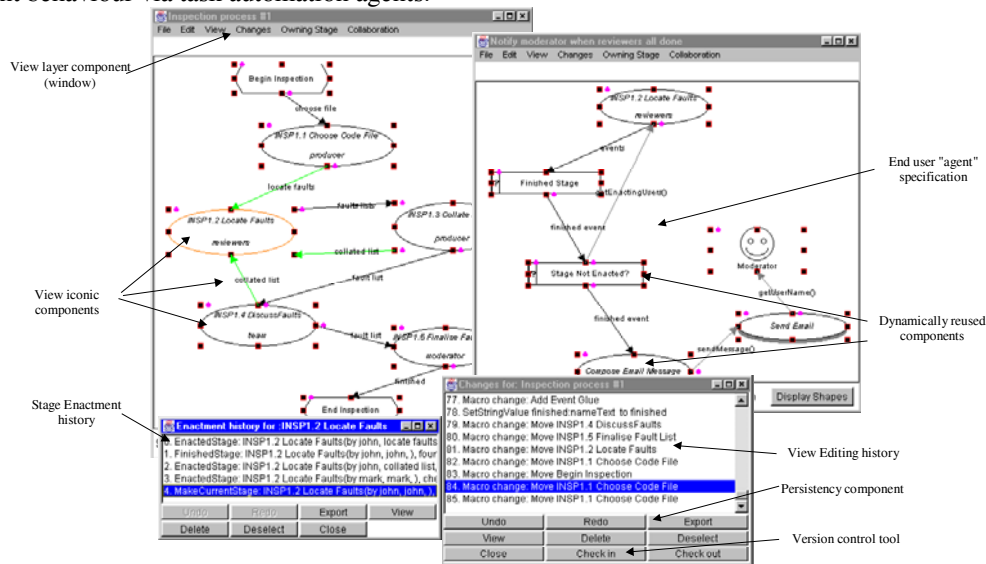 nt behaviour via task automation agents.
Inspection process #1
File Edit View Changes Owning Stage Collaboration
View layer component
(window)
Begin Inspection
choose file
INSP1.1 Choose Code File
producer
locate faults
INSP1.2 Locate Faults
reviewers
faults lists
INSP1.3 Collate
producer
collated list
collated list
fault list
View iconic
components
INSP1.4 DiscussFaults
team
fault list
INSP1.5 Finalise Fau
moderator
finished
End Inspection
Notify moderator when reviewers all done
File Edit View Changes Owning Stage Collaboration
INSP1.2 Locate Faults
reviewers
events
? Finished Stage
getEnactingUsers()
finished event
? Stage Not Enacted?
finished event
Moderator
getUserName()
Send Email
sendMessage()
Compose Email Message
Display Shapes
End user "agent"
specification
Dynamically reused
components
Stage Enactment
history
Enactment history for :INSP1.2 Locate Faults
0. EnactedStage: INSP1.2 Locate Faults(by john, locate faults
1. FinishedStage: INSP1.2 Locate Faults(by john, john, ), four
2. EnactedStage: INSP1.2 Locate Faults(by john, collated list,
3. EnactedStage: INSP1.2 Locate Faults(by mark, mark, ), che
4. MakeCurrentStage: INSP1.2 Locate Faults(by john, john, ),
Undo Redo Export View
Delete Deselect Close
Changes for: Inspection process #1
77. Macro change: Add Event Glue
78. SetStringValue finished:nameText to finished
79. Macro change: Move INSP1.4 DiscussFaults
80. Macro change: Move INSP1.5 Finalise Fault List
81. Macro change: Move INSP1.2 Locate Faults
82. Macro change: Move INSP1.1 Choose Code File
83. Macro change: Move Begin Inspection
84. Macro change: Move INSP1.1 Choose Code File
85. Macro change: Move INSP1.1 Choose Code File
Undo Redo Export
View Delete Deselect
Close Check in Check out
View Editing history
Persistency component
Version control tool